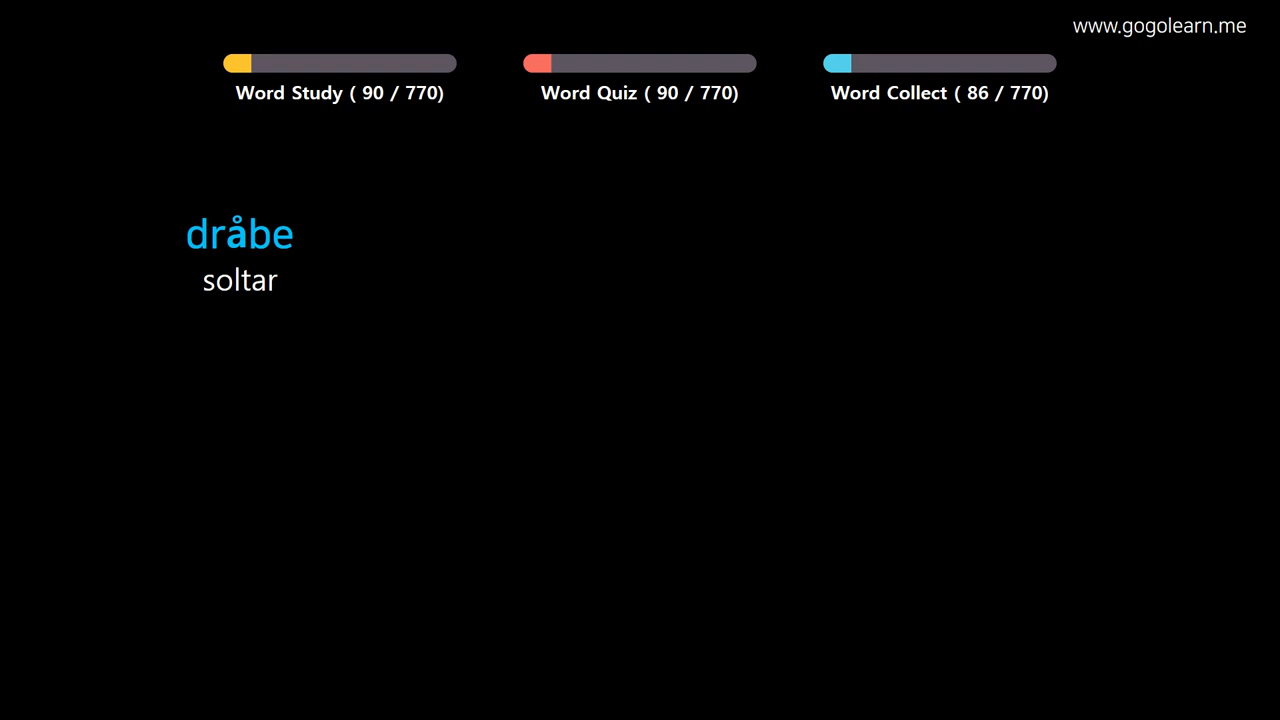 www.gogolearn.me
Word Study ( 90 / 770)
Word Quiz ( 90 / 770)
Word Collect ( 86 / 770)
dråbe
soltar